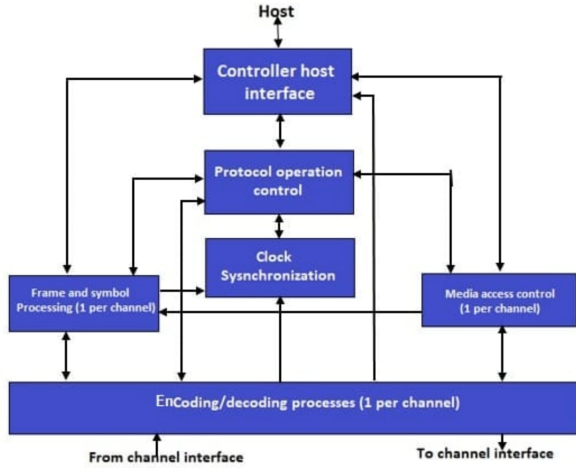 Host
Controller host
interface
Protocol operation
control
Clock
Sysnchronization
Frame and symbol
Processing (1 per channel)
Media access control
(1 per channel)
EnCoding/decoding processes (1 per channel)
From channel interface
To channel interface